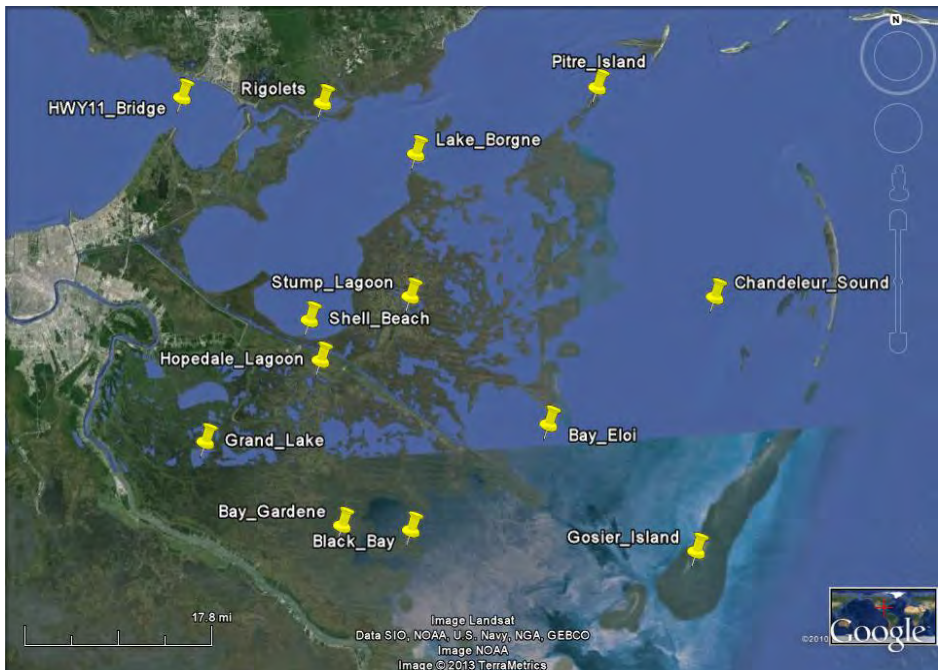 N
Pitre_Island
Rigolets
HWY11_Bridge
Lake_Borgne
Stump_Lagoon
Chandeleur_Sound
Shell_Beach
Hopedale_Lagoon
Grand_Lake
Bay_Eloi
Bay_Gardene
Black_Bay
Gosier_Island
17.8 mi
Image Landsat
Data SIO, NOAA, U.S. Navy, NGA, GEBCO
Image NOAA
Image © 2013 TerraMetrics
©2010
Google